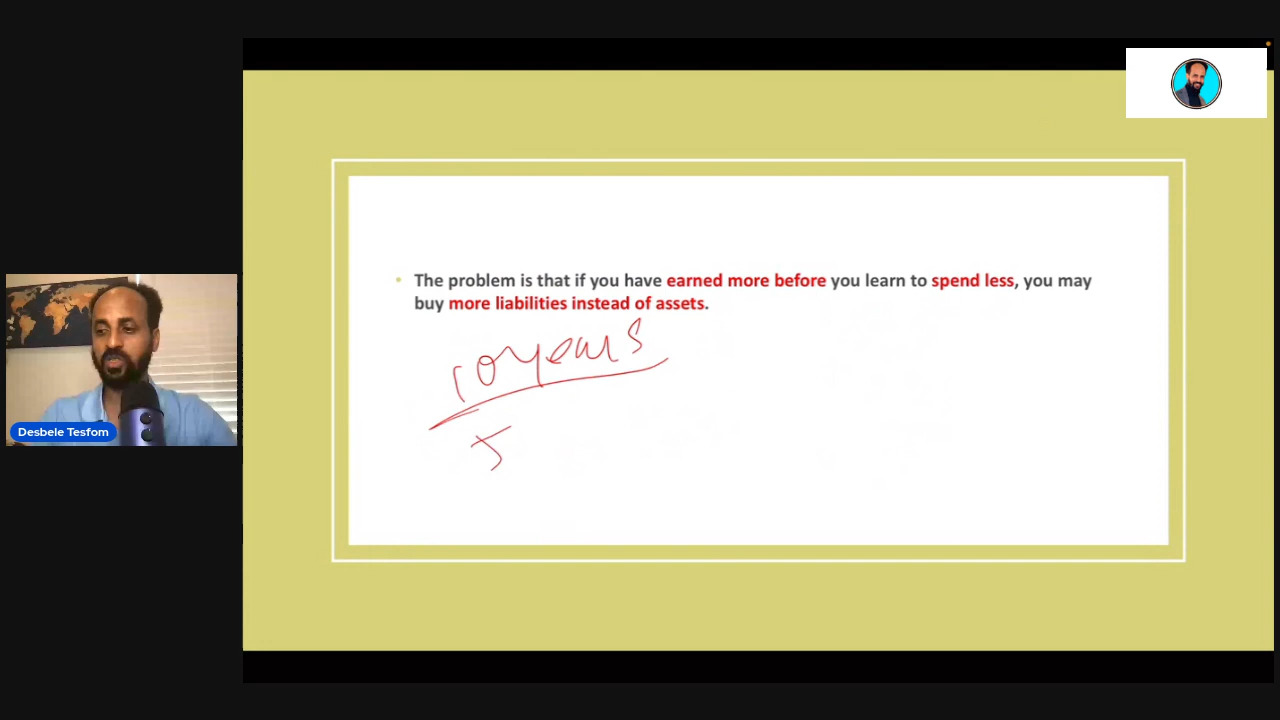 The problem is that if you have earned more before you learn to spend less, you may
buy more liabilities instead of assets.
10 years
5
Desbele Tesfom